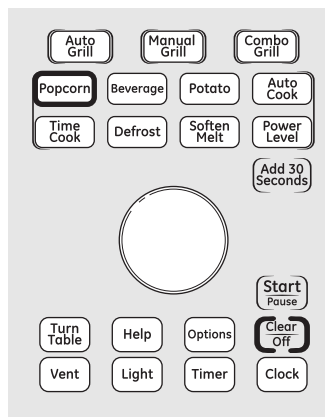 Auto Grill
Manual Grill
Combo Grill
Popcorn
Beverage
Potato
Auto Cook
Time Cook
Defrost
Soften Melt
Power Level
Add 30 Seconds
Start
Pause
Turn Table
Help
Options
Clear
Off
Vent
Light
Timer
Clock